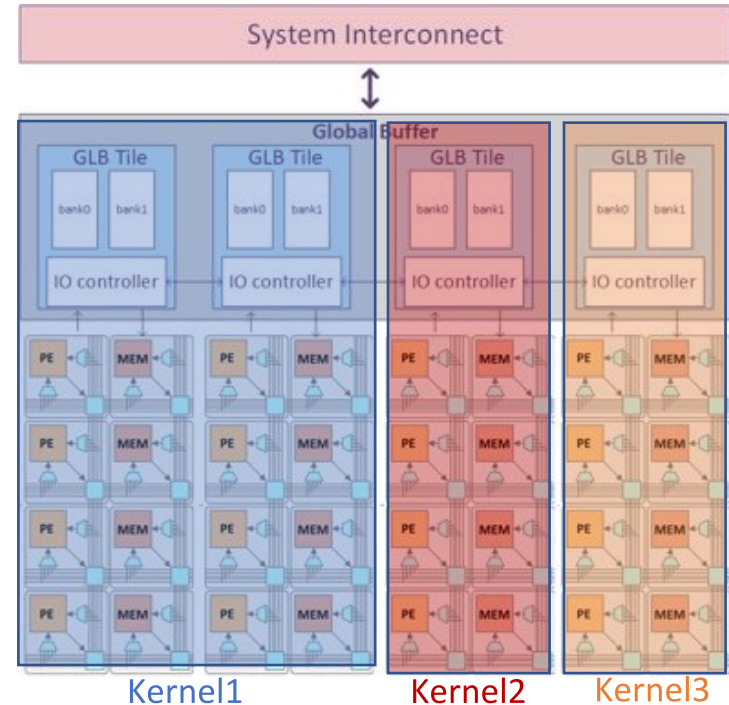 System Interconnect
Global Buffer
GLB Tile GLB Tile GLB Tile GLB Tile
bank0 bank1 bank0 bank1 bank0 bank1 bank0 bank1
IO controller IO controller IO controller IO controller
PE MEM PE MEM PE MEM PE MEM
PE MEM PE MEM PE MEM PE MEM
PE MEM PE MEM PE MEM PE MEM
PE MEM PE MEM PE MEM PE MEM
Kernel1 Kernel2 Kernel3